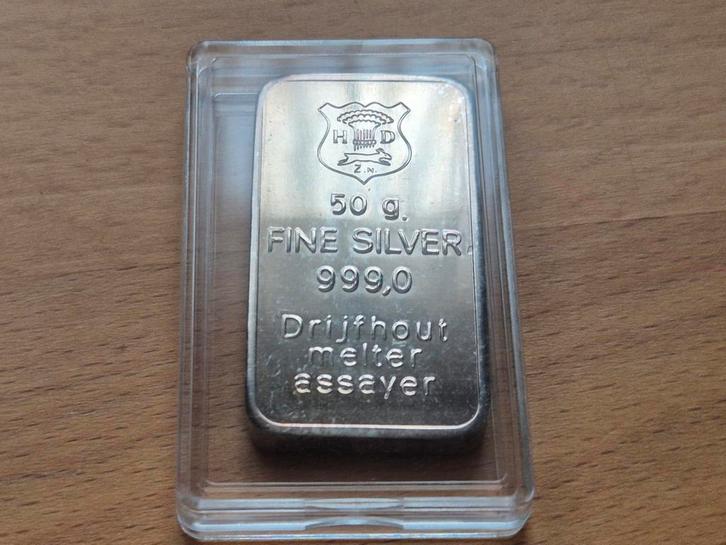 H D
Z.N.
50 g.
FINE SILVER
999,0
Drijfhout
melter
assayer